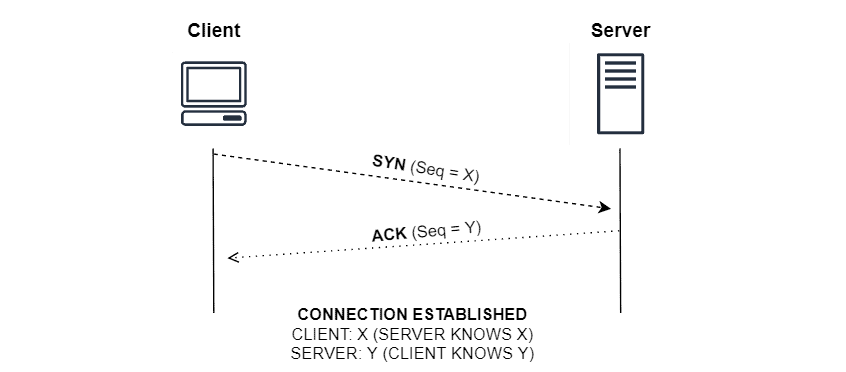 Client
Server
SYN (Seq = X)
ACK (Seq = Y)
CONNECTION ESTABLISHED
CLIENT: X (SERVER KNOWS X)
SERVER: Y (CLIENT KNOWS Y)